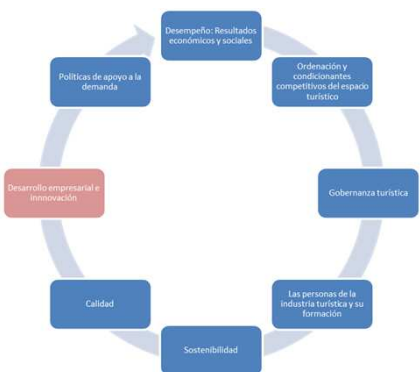 Desempeño: Resultados
económicos y sociales
Ordenación y
condicionantes
competitivos del espacio
turístico
Gobernanza turística
Las personas de la
industria turística y su
formación
Sostenibilidad
Calidad
Desarrollo empresarial e
innnovación
Políticas de apoyo a la
demanda